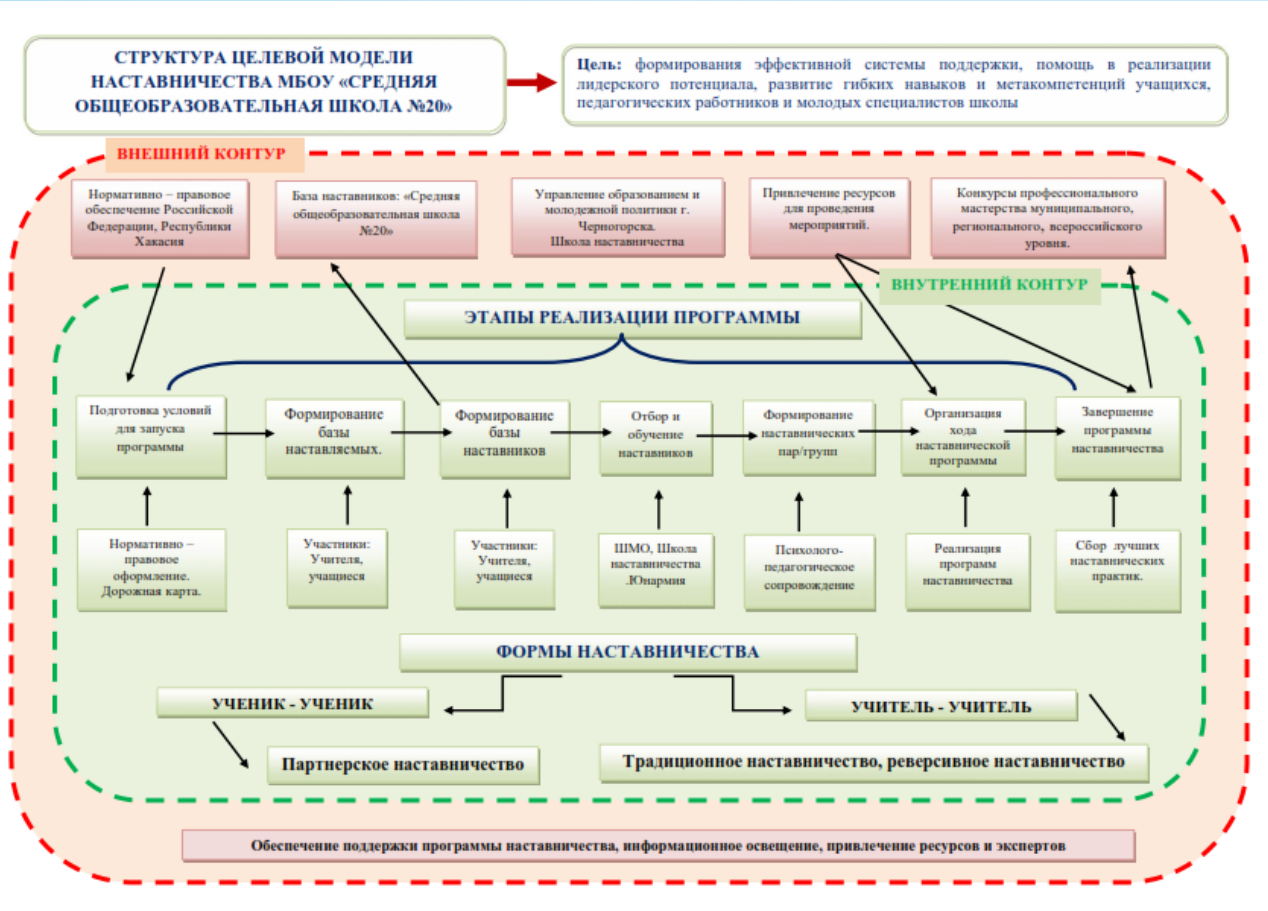 СТРУКТУРА ЦЕЛЕВОЙ МОДЕЛИ
НАСТАВНИЧЕСТВА МБОУ «СРЕДНЯЯ
ОБЩЕОБРАЗОВАТЕЛЬНАЯ ШКОЛА №20»
Цель: формирования эффективной системы поддержки, помощь в реализации
лидерского потенциала, развитие гибких навыков и метакомпетенций учащихся,
педагогических работников и молодых специалистов школы
ВНЕШНИЙ КОНТУР
Нормативно – правовое
обеспечение Российской
Федерации, Республики
Хакасия
База наставников: «Средняя
общеобразовательная школа
№20»
Управление образованием и
молодежной политики г.
Черногорска.
Школа наставничества
Привлечение ресурсов
для проведения
мероприятий.
Конкурсы профессионального
мастерства муниципального,
регионального, всероссийского
уровня.
ВНУТРЕННИЙ КОНТУР
ЭТАПЫ РЕАЛИЗАЦИИ ПРОГРАММЫ
Подготовка условий
для запуска
программы
Формирование
базы
наставляемых.
Формирование
базы
наставников
Отбор и
обучение
наставников
Формирование
наставнических
пар/групп
Организация
хода
наставнической
программы
Завершение
программы
наставничества
Нормативно –
правовое
оформление.
Дорожная карта.
Участники:
Учителя,
учащиеся
Участники:
Учителя,
учащиеся
ШМО, Школа
наставничества
.Юнармия
Психолого-
педагогическое
сопровождение
Реализация
программ
наставничества
Сбор лучших
наставнических
практик.
ФОРМЫ НАСТАВНИЧЕСТВА
УЧЕНИК - УЧЕНИК
УЧИТЕЛЬ - УЧИТЕЛЬ
Партнерское наставничество
Традиционное наставничество, реверсивное наставничество
Обеспечение поддержки программы наставничества, информационное освещение, привлечение ресурсов и экспертов